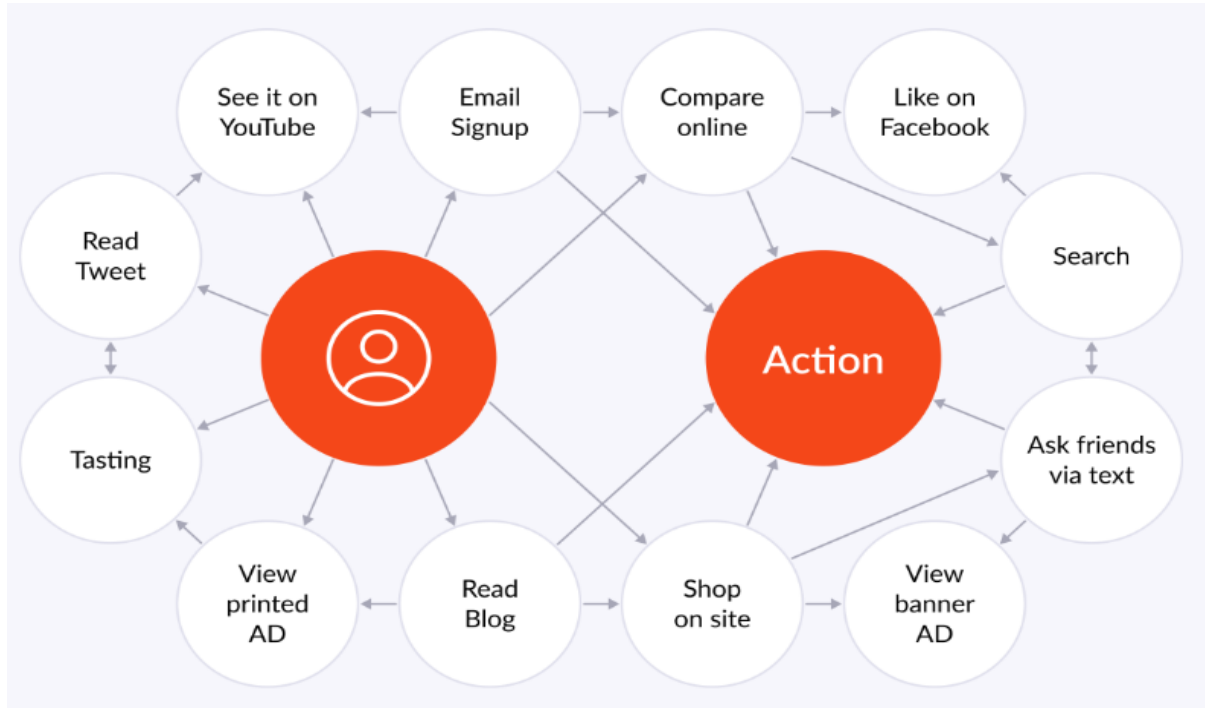 See it on
YouTube
Email
Signup
Compare
online
Like on
Facebook
Read
Tweet
Search
Action
Tasting
Ask friends
via text
View
printed
AD
Read
Blog
Shop
on site
View
banner
AD